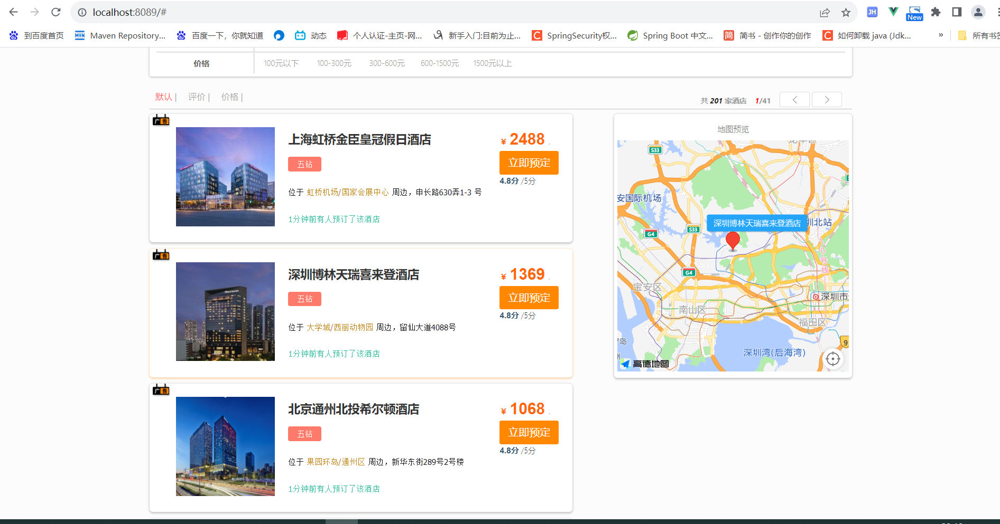 localhost:8089/#
JH
New
到百度首页
Maven Repository...
百度一下，你就知道
动态
个人认证-主页-网...
新手入门:目前为止...
SpringSecurity权...
Spring Boot 中文...
简书 - 创作你的创作
如何卸载 java (Jdk...
»
所有书签
价格
100元以下
100-300元
300-600元
600-1500元
1500元以上
默认 |
评价 |
价格 |
共 201 家酒店
1/41
广告
上海虹桥金臣皇冠假日酒店
¥ 2488
五钻
立即预定
4.8分 /5分
位于 虹桥机场/国家会展中心 周边，申长路630弄1-3 号
1分钟前有人预订了该酒店
广告
深圳博林天瑞喜来登酒店
¥ 1369
五钻
立即预定
4.8分 /5分
位于 大学城/西丽动物园 周边，留仙大道4088号
1分钟前有人预订了该酒店
Sheraton
广告
北京通州北投希尔顿酒店
¥ 1068
五钻
立即预定
4.8分 /5分
位于 果园环岛/通州区 周边，新华东街289号2号楼
1分钟前有人预订了该酒店
地图预览
龙华区
S33
安国际机场
深圳博林天瑞喜来登酒店
圳北站
S33
G4
G4
10号线
宝安区
深圳市
南山区
福田区
深圳湾(后海湾)
岛
9
高德地图